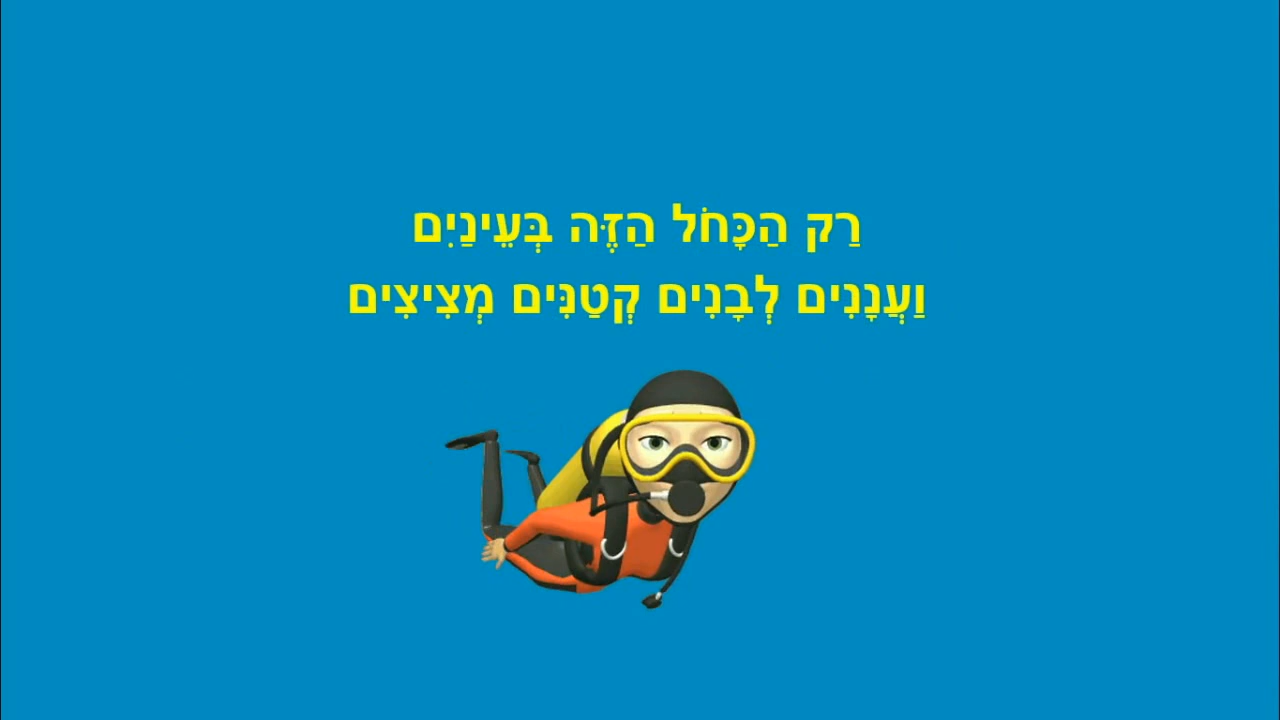 רַק הַכָּחֹל הַזֶּה בְּעֵינַיִם
וַעֲנָנִים לְבָנִים קְטַנִּים מְצִיצִים